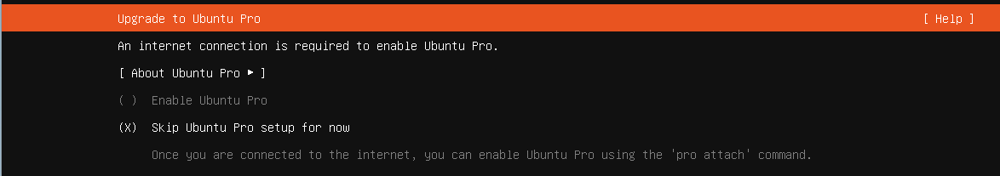 Upgrade to Ubuntu Pro [ Help ]
An internet connection is required to enable Ubuntu Pro.
[ About Ubuntu Pro ▸ ]
( ) Enable Ubuntu Pro
(X) Skip Ubuntu Pro setup for now
Once you are connected to the internet, you can enable Ubuntu Pro using the 'pro attach' command.